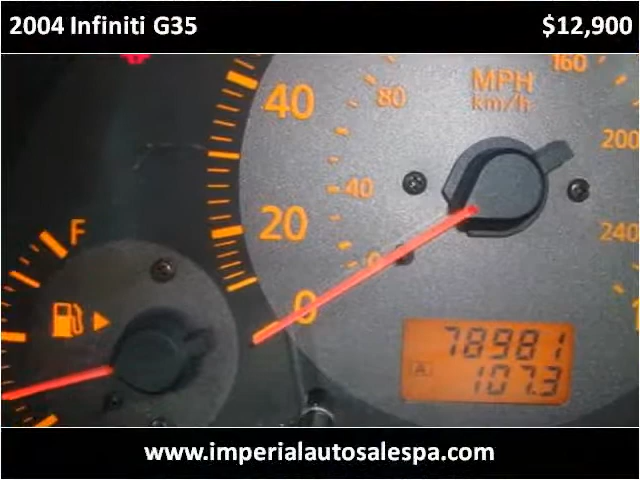 2004 Infiniti G35 $12,900
MPH
km/h
160
40
80
200
40
20
240
F
0
0
78981
A 107.3
www.imperialautosalespa.com